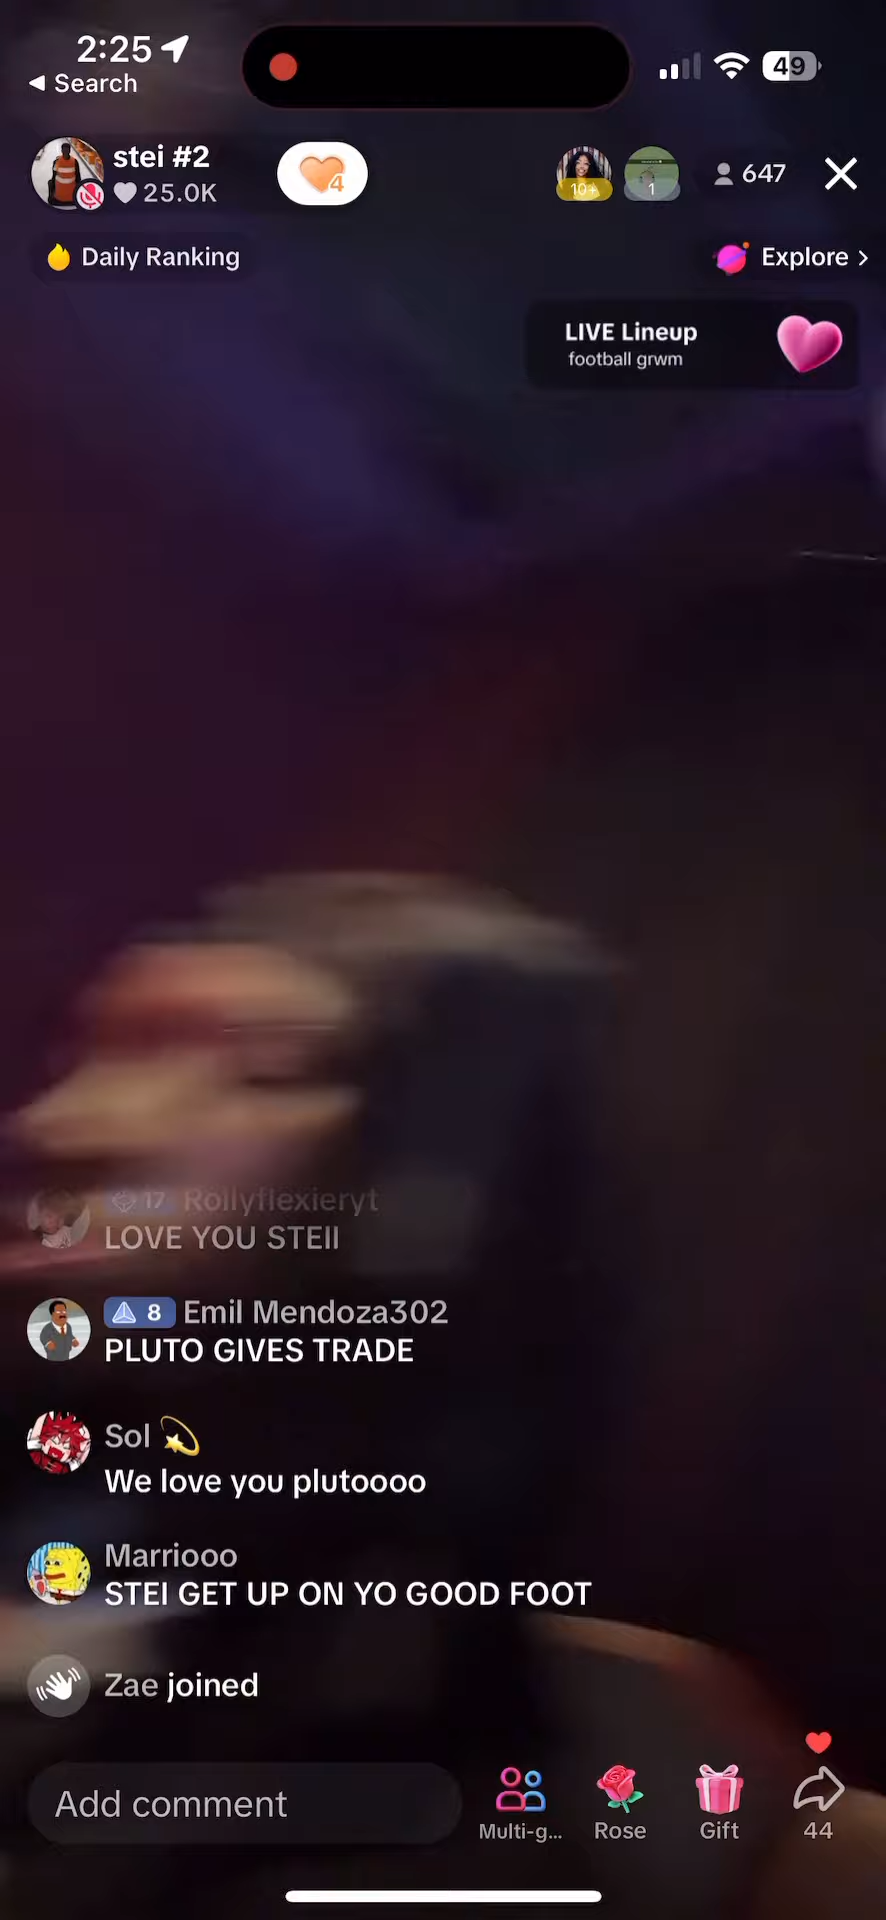 2:25
49
◀ Search
stei #2
25.0K
4
10+
1
647
Daily Ranking
Explore >
LIVE Lineup
football grwm
17 Rollyflexieryt
LOVE YOU STEII
8 Emil Mendoza302
PLUTO GIVES TRADE
Sol 💫
We love you plutoooo
Marriooo
STEI GET UP ON YO GOOD FOOT
Zae joined
Add comment
Multi-g...
Rose
Gift
44